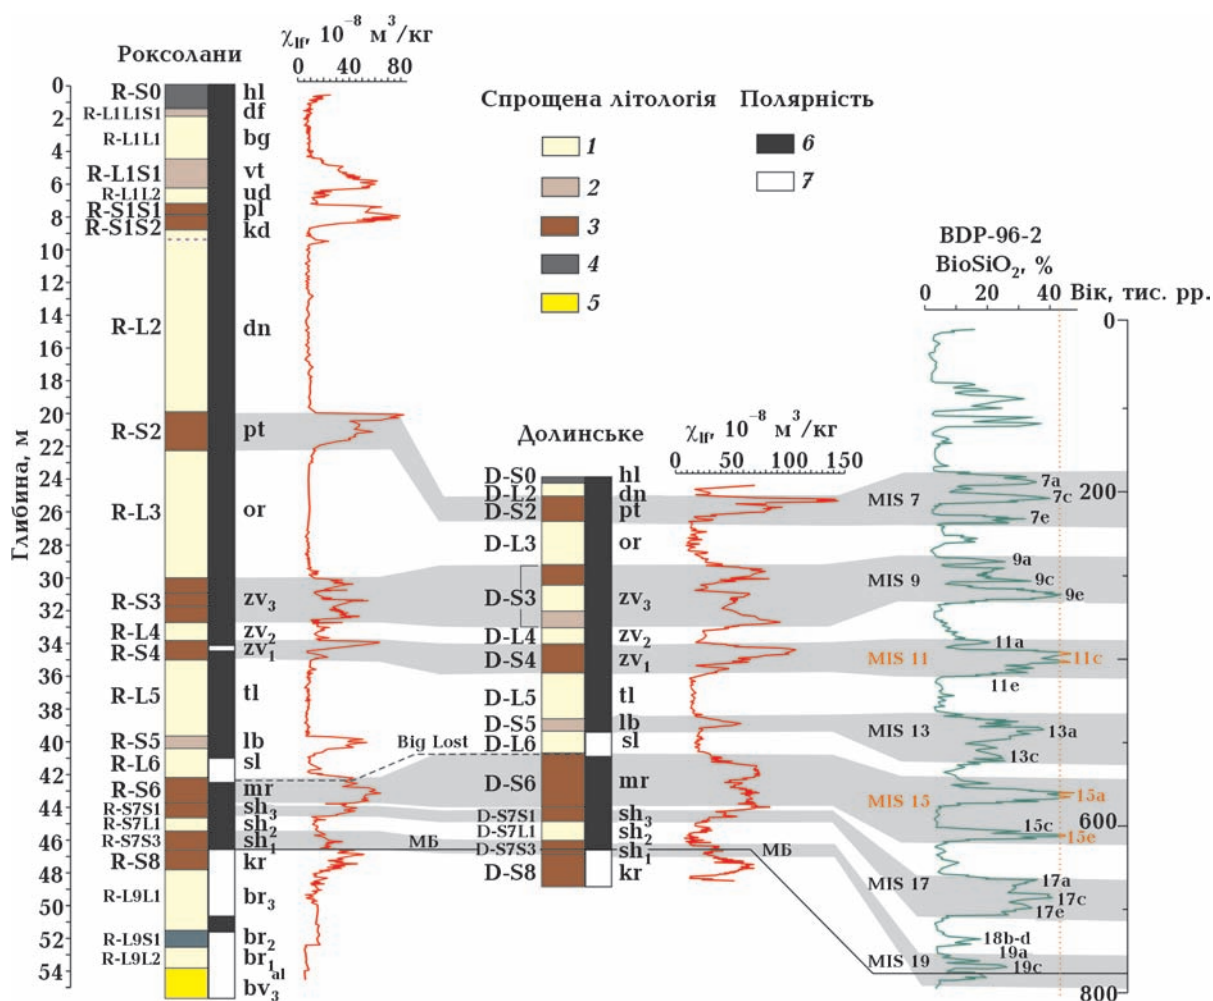 Роксолани
χlf, 10⁻⁸ м³/кг
0 40 80
Глибина, м
0
2
4
6
8
10
12
14
16
18
20
22
24
26
28
30
32
34
36
38
40
42
44
46
48
50
52
54
R-S0 hl
R-L1L1S1 df
R-L1L1 bg
R-L1S1 vt
R-L1L2 ud
R-S1S1 pl
R-S1S2 kd
R-L2 dn
R-S2 pt
R-L3 or
R-S3 zv₃
R-L4 zv₂
R-S4 zv₁
R-L5 tl
R-S5 lb
R-L6 sl
R-S6 mr
R-S7S1 sh₃
R-S7L1 sh₂
R-S7S3 sh₁
R-S8 kr
R-L9L1 br₃
R-L9S1 br₂
R-L9L2 br₁
bv₃ᵃˡ
Спрощена літологія
1
2
3
4
5
Полярність
6
7
Долинське
χlf, 10⁻⁸ м³/кг
0 50 100 150
D-S0 hl
D-L2 dn
D-S2 pt
D-L3 or
D-S3 zv₃
D-L4 zv₂
D-S4 zv₁
D-L5 tl
D-S5 lb
D-L6 sl
D-S6 mr
D-S7S1 sh₃
D-S7L1 sh₂
D-S7S3 sh₁
D-S8 kr
Big Lost
МБ
МБ
BDP-96-2
BioSiO₂, %
0 20 40
Вік, тис. рр.
0
200
600
800
MIS 7
7a
7c
7e
MIS 9
9a
9c
9e
MIS 11
11a
11c
11e
MIS 13
13a
13c
MIS 15
15a
15c
15e
MIS 17
17a
17c
17e
18b-d
MIS 19
19a
19c